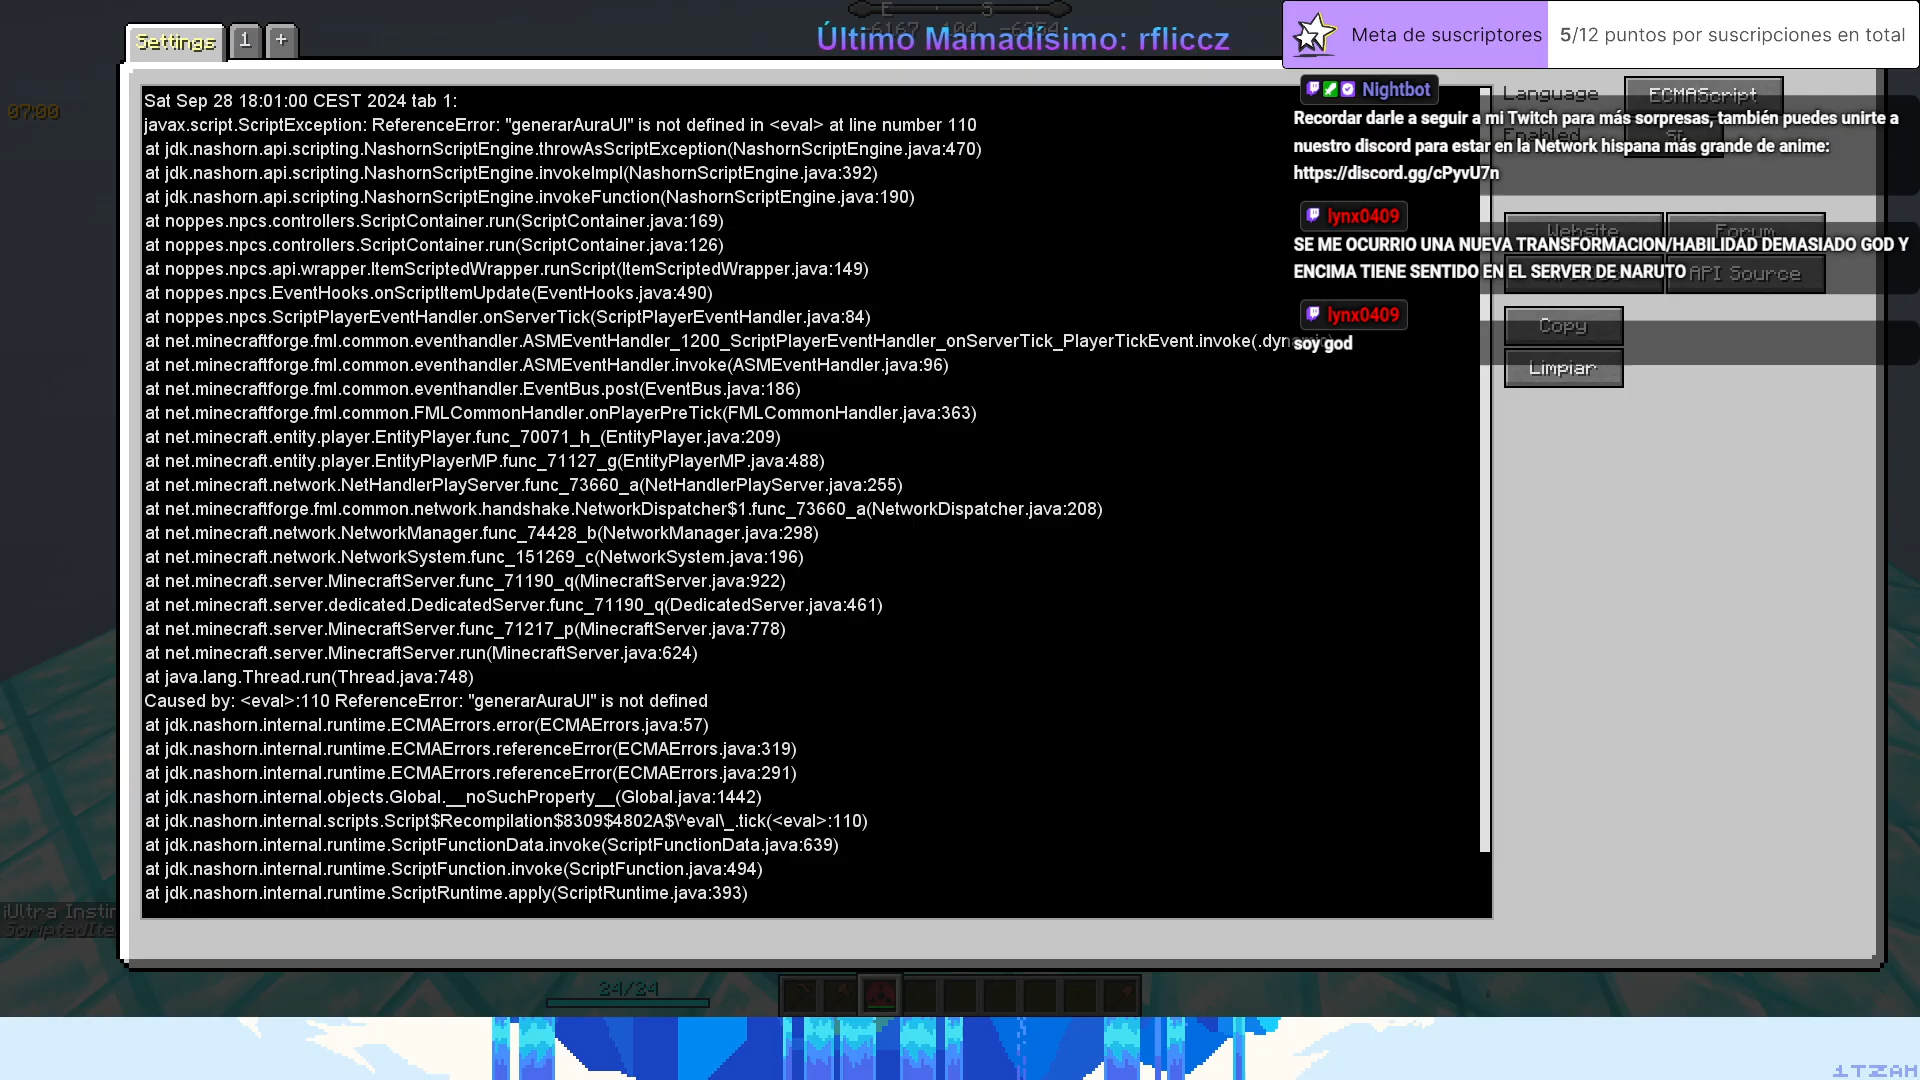 E S
-6167 104 -6354
Settings
1
+
Último Mamadísimo: rfliccz
Meta de suscriptores
5/12 puntos por suscripciones en total
07:00
Sat Sep 28 18:01:00 CEST 2024 tab 1:
javax.script.ScriptException: ReferenceError: "generarAuraUI" is not defined in <eval> at line number 110
at jdk.nashorn.api.scripting.NashornScriptEngine.throwAsScriptException(NashornScriptEngine.java:470)
at jdk.nashorn.api.scripting.NashornScriptEngine.invokeImpl(NashornScriptEngine.java:392)
at jdk.nashorn.api.scripting.NashornScriptEngine.invokeFunction(NashornScriptEngine.java:190)
at noppes.npcs.controllers.ScriptContainer.run(ScriptContainer.java:169)
at noppes.npcs.controllers.ScriptContainer.run(ScriptContainer.java:126)
at noppes.npcs.api.wrapper.ItemScriptedWrapper.runScript(ItemScriptedWrapper.java:149)
at noppes.npcs.EventHooks.onScriptItemUpdate(EventHooks.java:490)
at noppes.npcs.ScriptPlayerEventHandler.onServerTick(ScriptPlayerEventHandler.java:84)
at net.minecraftforge.fml.common.eventhandler.ASMEventHandler_1200_ScriptPlayerEventHandler_onServerTick_PlayerTickEvent.invoke(.dyn
at net.minecraftforge.fml.common.eventhandler.ASMEventHandler.invoke(ASMEventHandler.java:96)
at net.minecraftforge.fml.common.eventhandler.EventBus.post(EventBus.java:186)
at net.minecraftforge.fml.common.FMLCommonHandler.onPlayerPreTick(FMLCommonHandler.java:363)
at net.minecraft.entity.player.EntityPlayer.func_70071_h_(EntityPlayer.java:209)
at net.minecraft.entity.player.EntityPlayerMP.func_71127_g(EntityPlayerMP.java:488)
at net.minecraft.network.NetHandlerPlayServer.func_73660_a(NetHandlerPlayServer.java:255)
at net.minecraftforge.fml.common.network.handshake.NetworkDispatcher$1.func_73660_a(NetworkDispatcher.java:208)
at net.minecraft.network.NetworkManager.func_74428_b(NetworkManager.java:298)
at net.minecraft.network.NetworkSystem.func_151269_c(NetworkSystem.java:196)
at net.minecraft.server.MinecraftServer.func_71190_q(MinecraftServer.java:922)
at net.minecraft.server.dedicated.DedicatedServer.func_71190_q(DedicatedServer.java:461)
at net.minecraft.server.MinecraftServer.func_71217_p(MinecraftServer.java:778)
at net.minecraft.server.MinecraftServer.run(MinecraftServer.java:624)
at java.lang.Thread.run(Thread.java:748)
Caused by: <eval>:110 ReferenceError: "generarAuraUI" is not defined
at jdk.nashorn.internal.runtime.ECMAErrors.error(ECMAErrors.java:57)
at jdk.nashorn.internal.runtime.ECMAErrors.referenceError(ECMAErrors.java:319)
at jdk.nashorn.internal.runtime.ECMAErrors.referenceError(ECMAErrors.java:291)
at jdk.nashorn.internal.objects.Global.__noSuchProperty__(Global.java:1442)
at jdk.nashorn.internal.scripts.Script$Recompilation$8309$4802A$\^eval\_.tick(<eval>:110)
at jdk.nashorn.internal.runtime.ScriptFunctionData.invoke(ScriptFunctionData.java:639)
at jdk.nashorn.internal.runtime.ScriptFunction.invoke(ScriptFunction.java:494)
at jdk.nashorn.internal.runtime.ScriptRuntime.apply(ScriptRuntime.java:393)
Nightbot
Recordar darle a seguir a mi Twitch para más sorpresas, también puedes unirte a
nuestro discord para estar en la Network hispana más grande de anime:
https://discord.gg/cPyvU7n
lynx0409
SE ME OCURRIO UNA NUEVA TRANSFORMACION/HABILIDAD DEMASIADO GOD Y
ENCIMA TIENE SENTIDO EN EL SERVER DE NARUTO
lynx0409
soy god
Language
ECMAScript
Enabled
Website
Forum
API Source
Copy
Limpiar
iUltra Instin
ScriptedIte
24/24
1TZAM